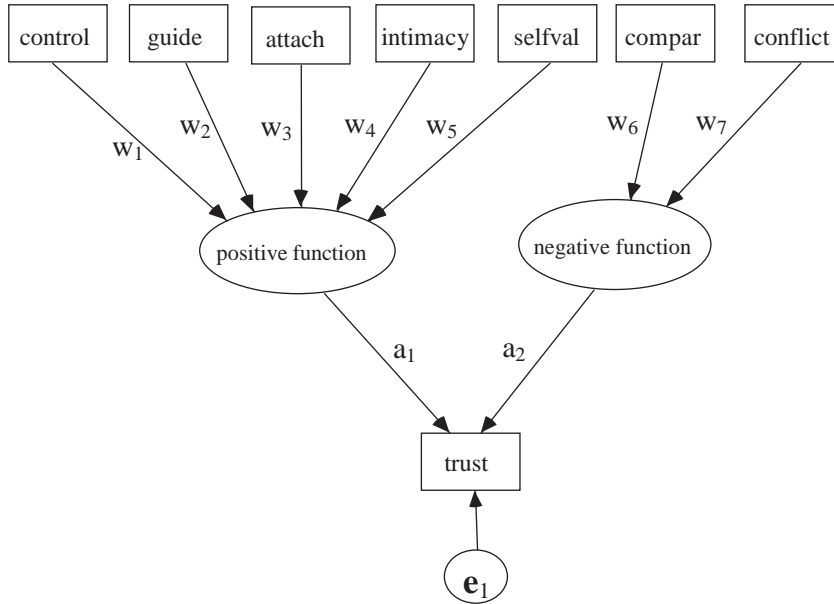 control guide attach intimacy selfval compar conflict
w1 w2 w3 w4 w5 w6 w7
positive function negative function
a1 a2
trust
e1